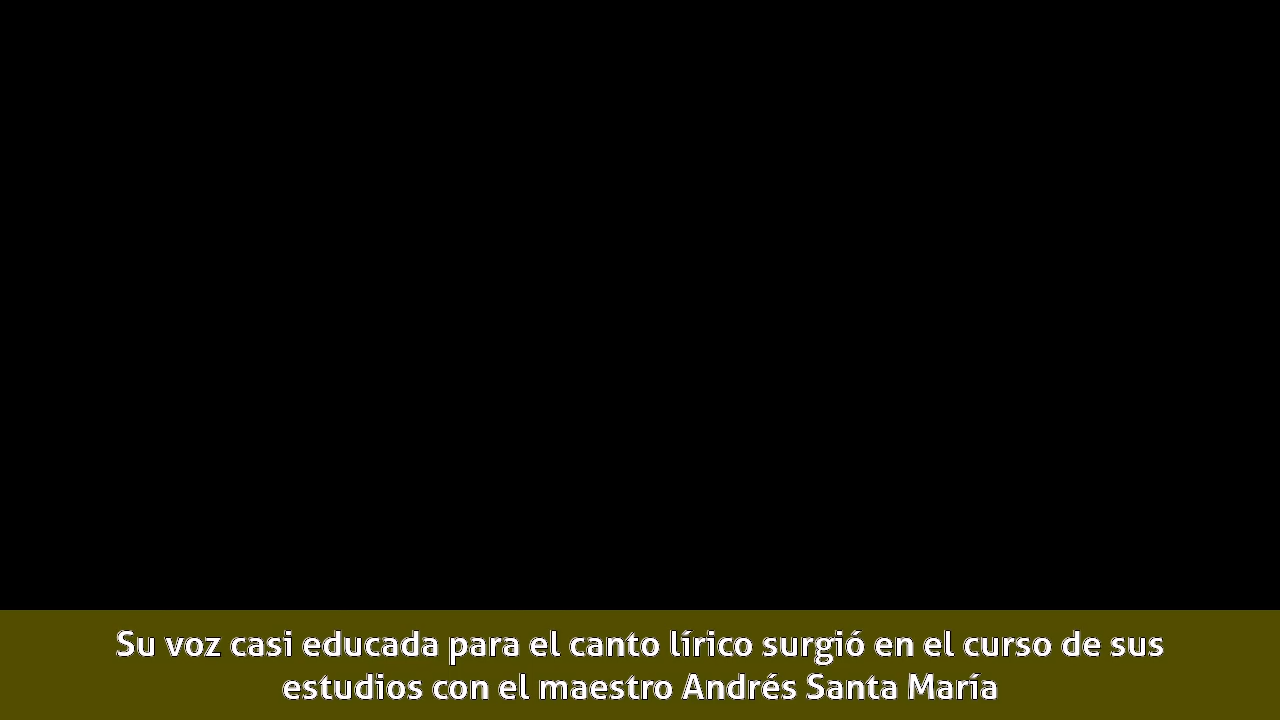 Su voz casi educada para el canto lírico surgió en el curso de sus
estudios con el maestro Andrés Santa María